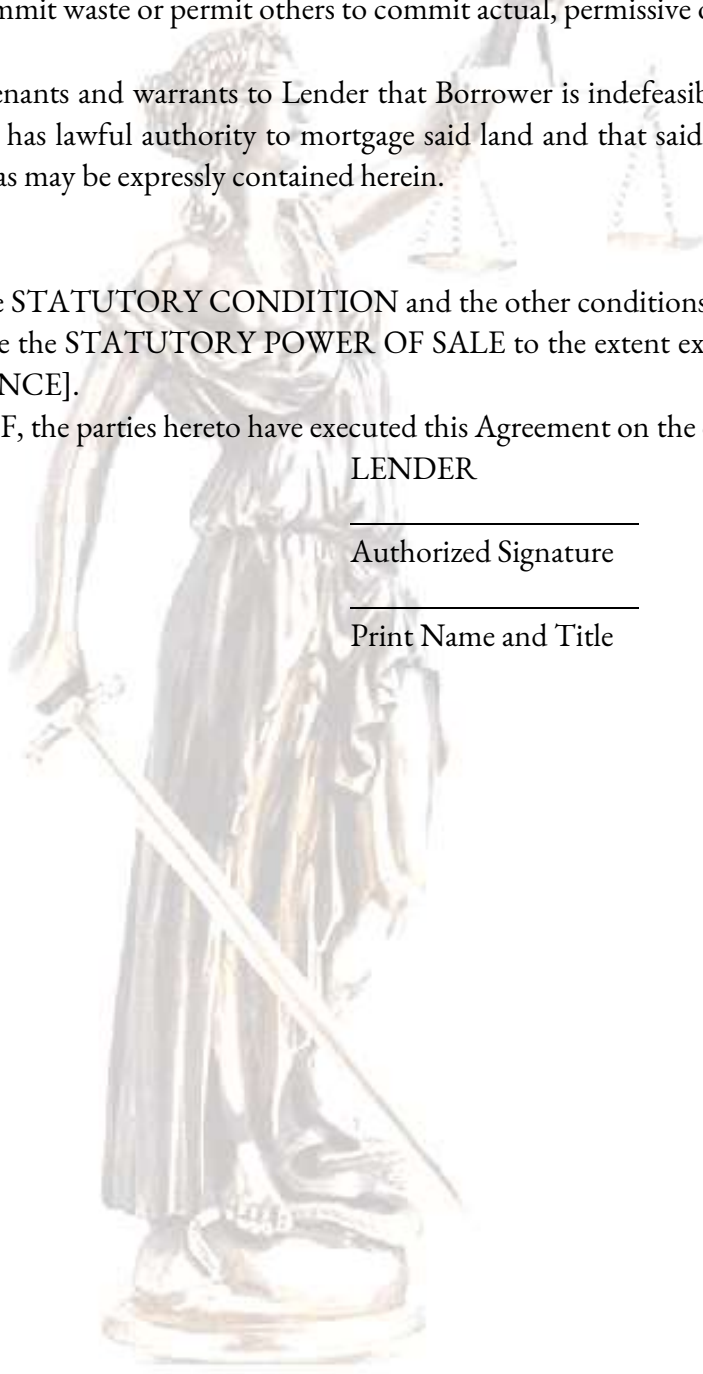 mmit waste or permit others to commit actual, permissive
enants and warrants to Lender that Borrower is indefeasib
has lawful authority to mortgage said land and that said
as may be expressly contained herein.
e STATUTORY CONDITION and the other conditions
e the STATUTORY POWER OF SALE to the extent ex
NCE].
F, the parties hereto have executed this Agreement on the
LENDER
Authorized Signature
Print Name and Title